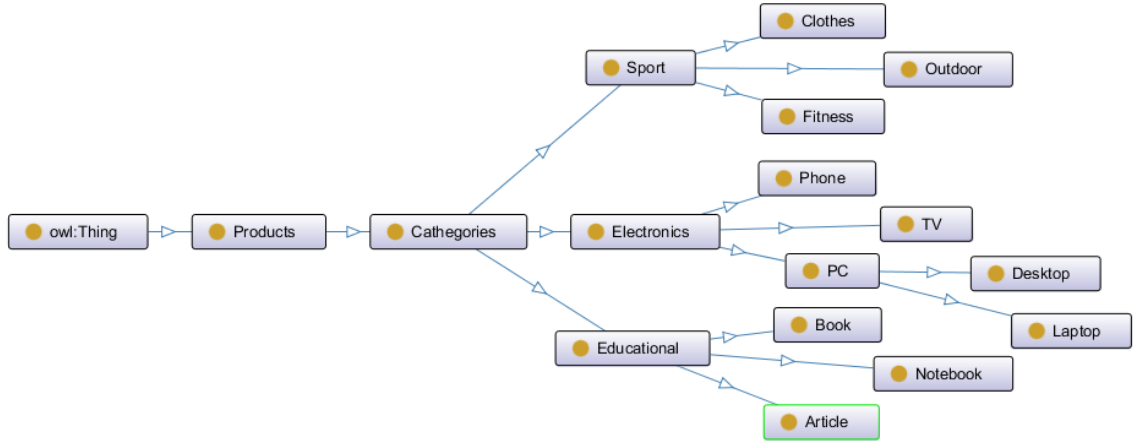 Clothes
Sport
Outdoor
Fitness
Phone
owl:Thing
Products
Cathegories
Electronics
TV
PC
Desktop
Book
Laptop
Educational
Notebook
Article